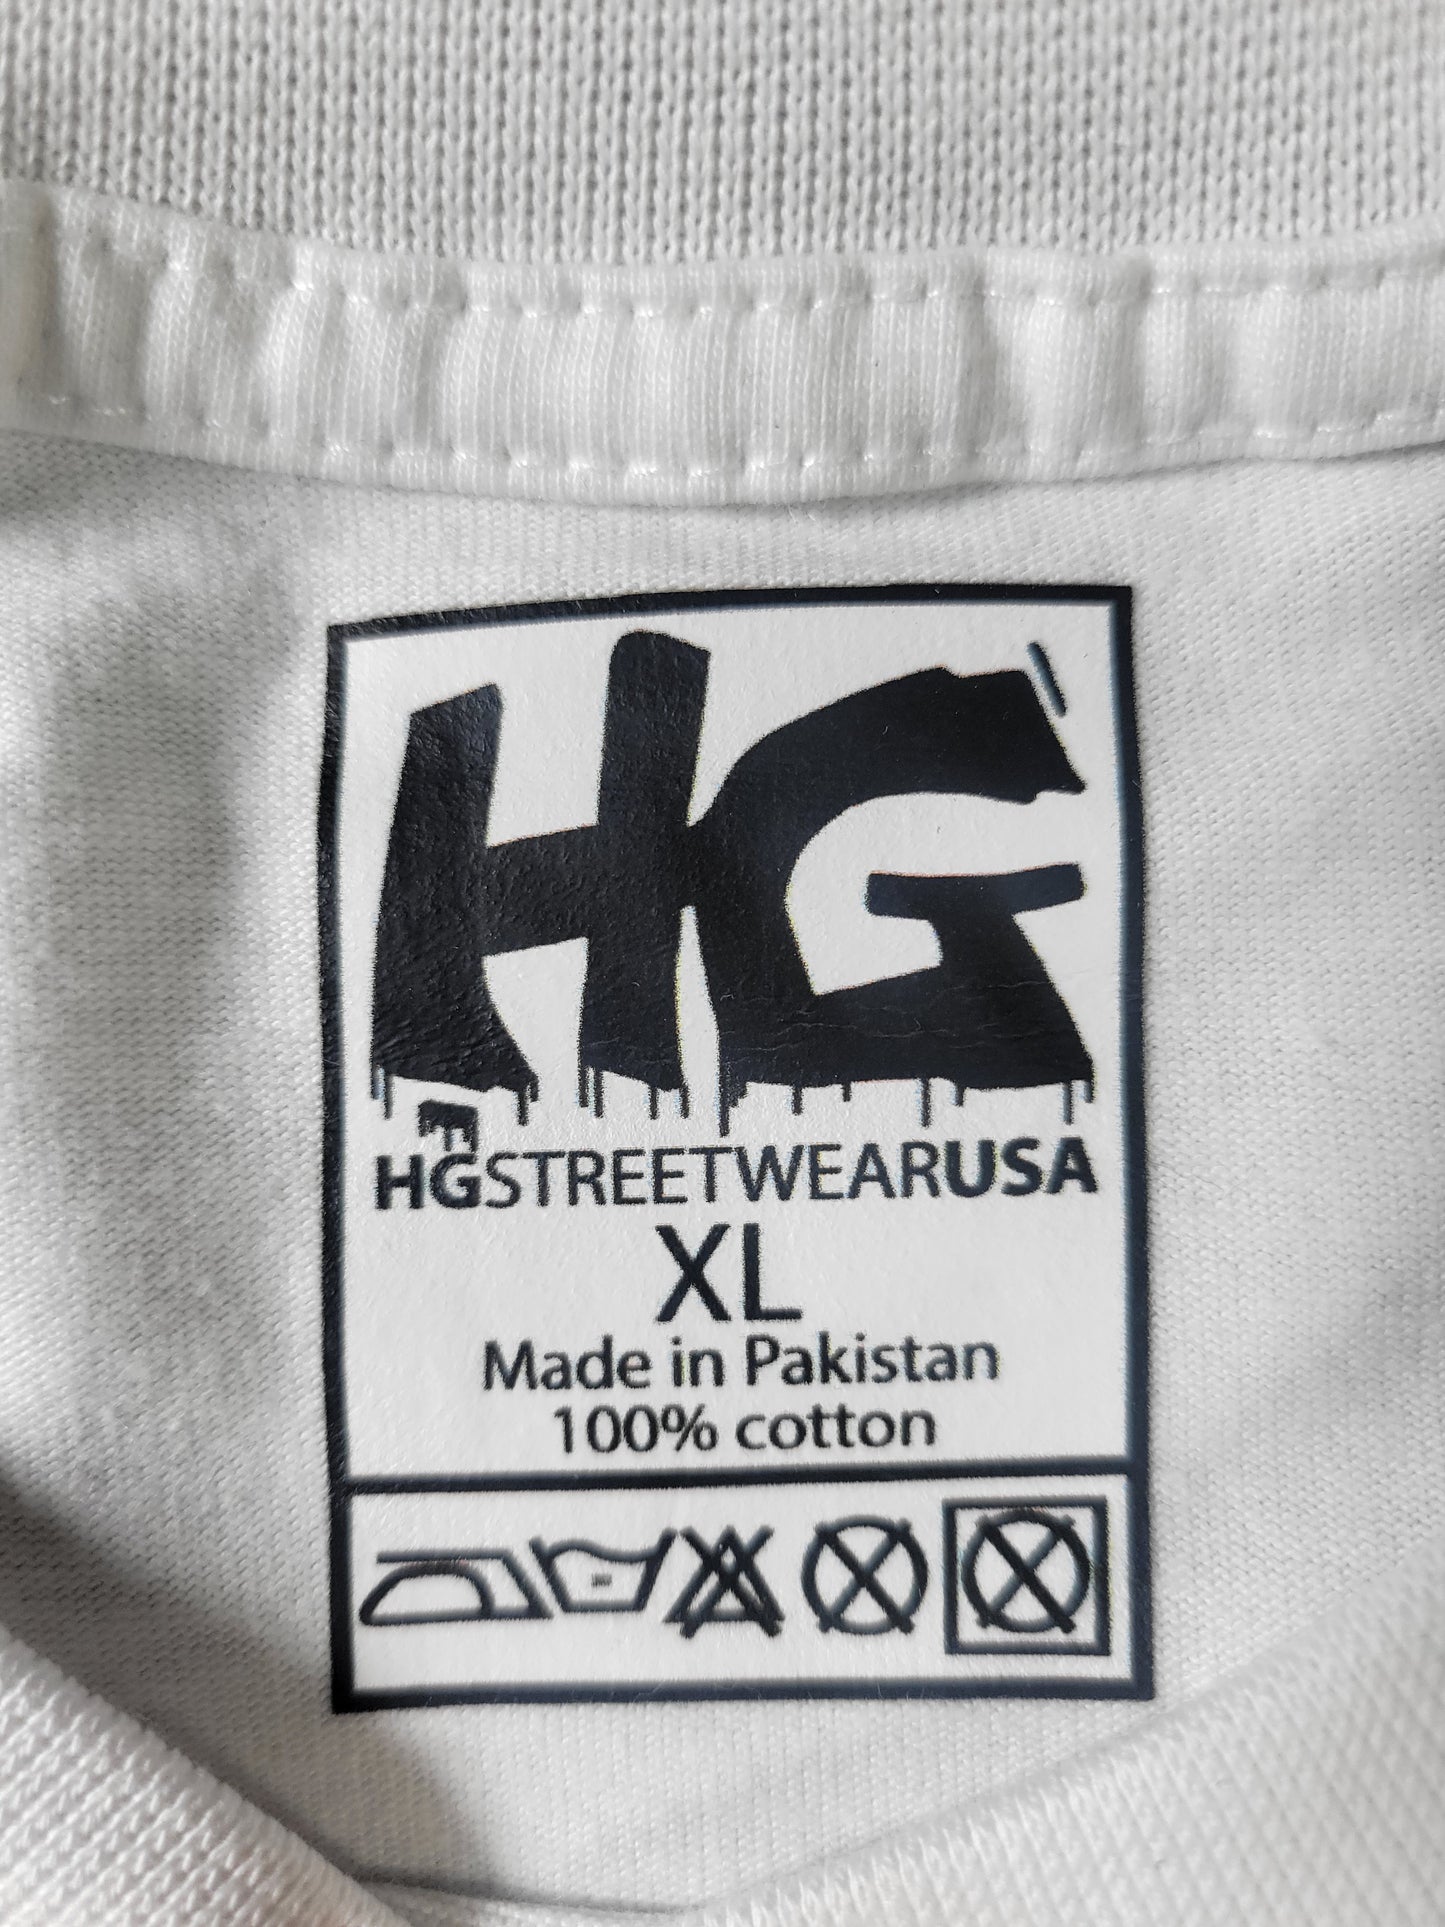 HG
HGSTREETWEARUSA
XL
Made in Pakistan
100% cotton